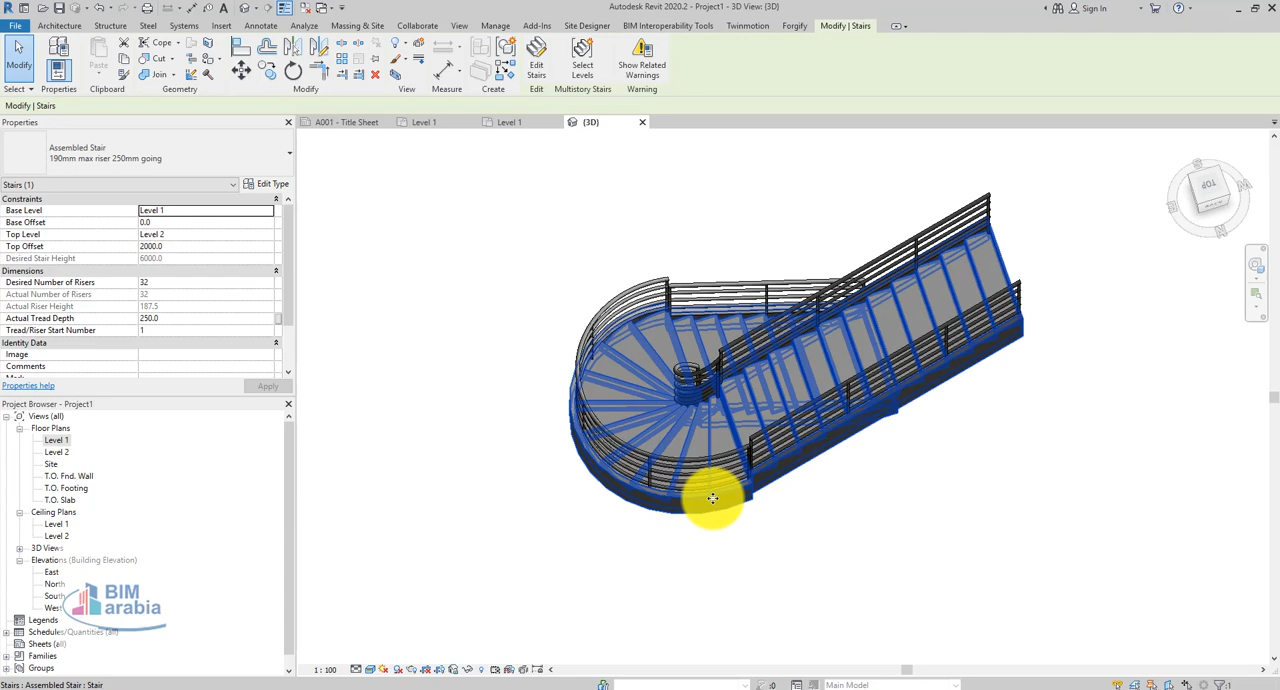 Autodesk Revit 2020.2 - Project1 - 3D View: {3D}
Sign In
File Architecture Structure Steel Systems Insert Annotate Analyze Massing & Site Collaborate View Manage Add-Ins Site Designer BIM Interoperability Tools Twinmotion Forgify Modify | Stairs
Modify
Paste
Cope
Cut
Join
Edit Stairs
Select Levels
Show Related Warnings
Select Properties Clipboard Geometry Modify View Measure Create Edit Multistory Stairs Warning
Modify | Stairs
Properties
A001 - Title Sheet
Level 1
Level 1
{3D}
Assembled Stair
190mm max riser 250mm going
Stairs (1)
Edit Type
Constraints
Base Level Level 1
Base Offset 0.0
Top Level Level 2
Top Offset 2000.0
Desired Stair Height 6000.0
Dimensions
Desired Number of Risers 32
Actual Number of Risers 32
Actual Riser Height 187.5
Actual Tread Depth 250.0
Tread/Riser Start Number 1
Identity Data
Image
Comments
Properties help
Apply
TOP
S
W
N
Project Browser - Project1
Views (all)
Floor Plans
Level 1
Level 2
Site
T.O. Fnd. Wall
T.O. Footing
T.O. Slab
Ceiling Plans
Level 1
Level 2
3D Views
Elevations (Building Elevation)
East
North
BIM
arabia
Legends
Schedules/Quantities (all)
Sheets (all)
Families
Groups
1 : 100
Stairs : Assembled Stair : Stair
:0
Main Model
:1